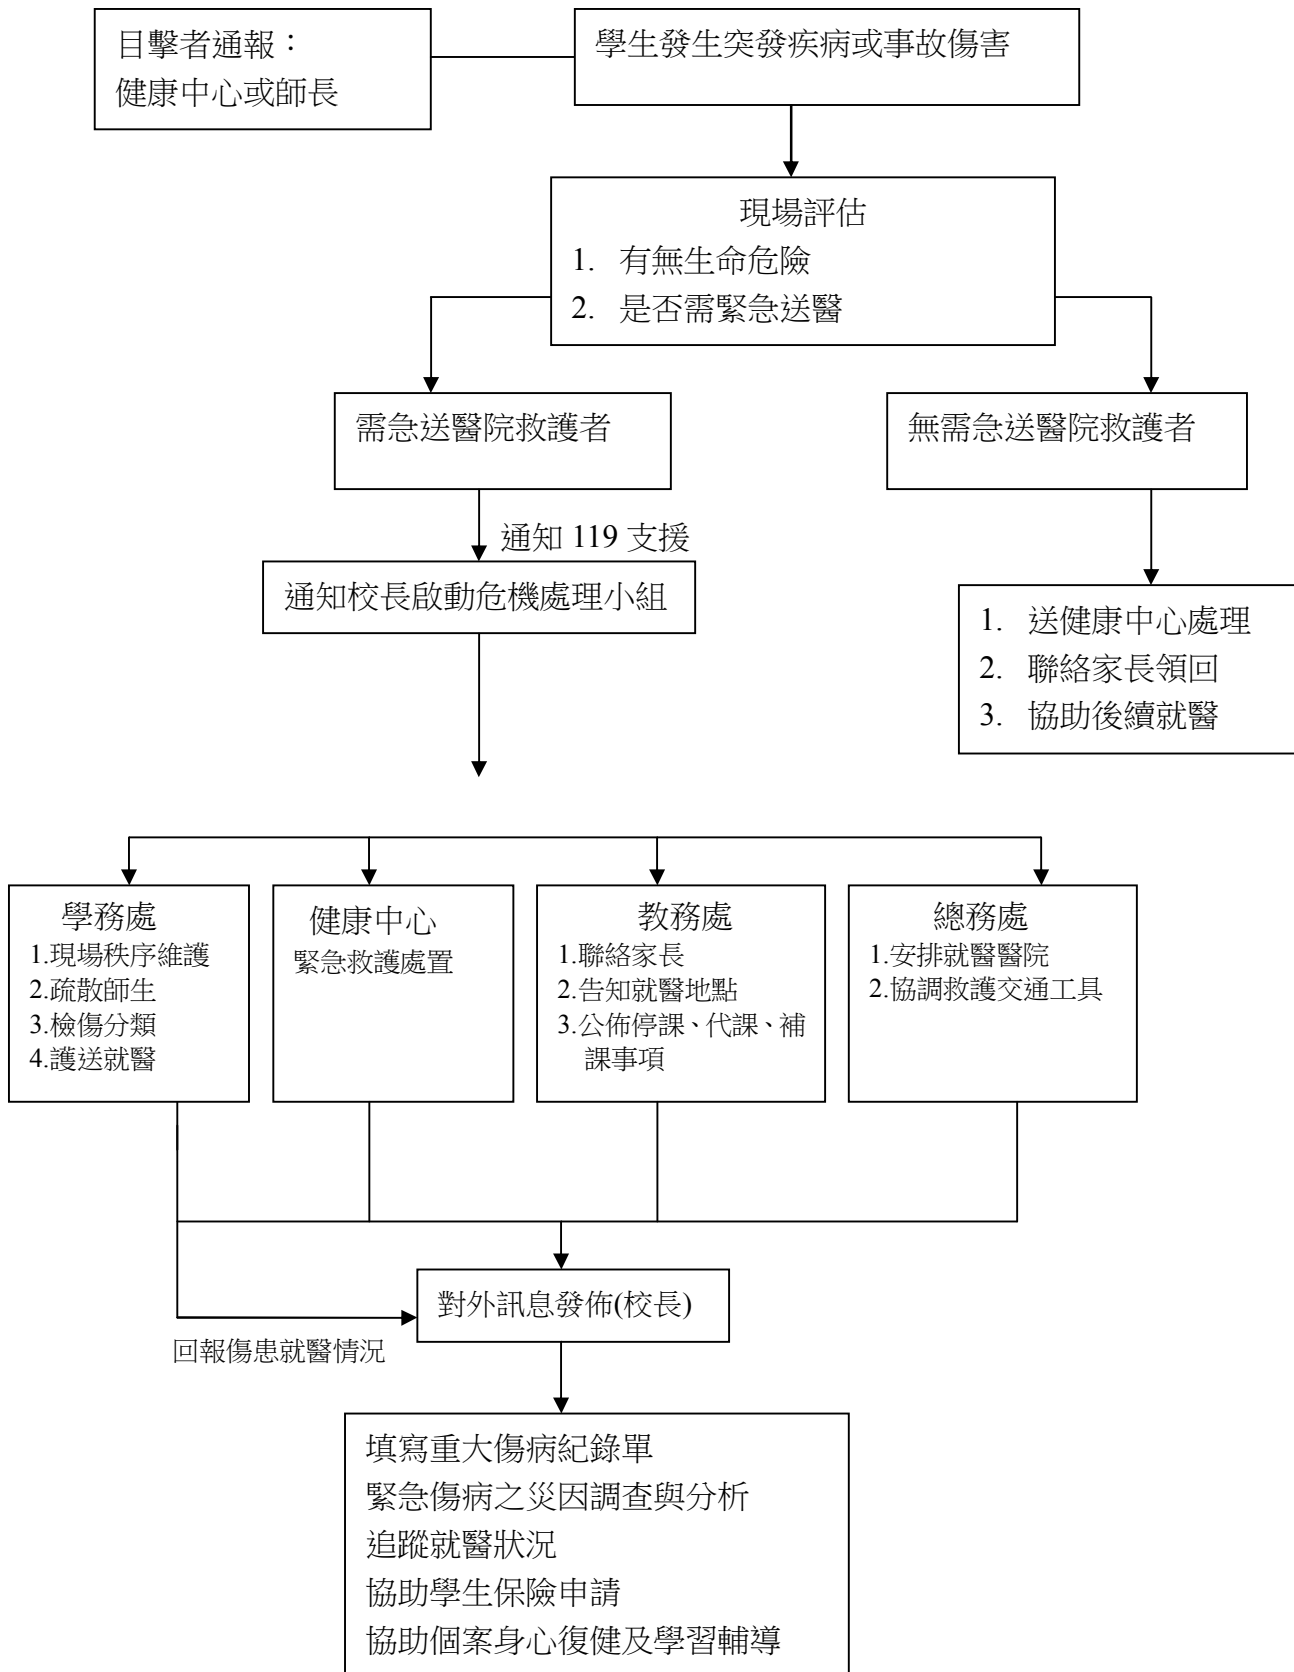 目擊者通報：
健康中心或師長
學生發生突發疾病或事故傷害
現場評估
1. 有無生命危險
2. 是否需緊急送醫
需急送醫院救護者
無需急送醫院救護者
通知 119 支援
通知校長啟動危機處理小組
1. 送健康中心處理
2. 聯絡家長領回
3. 協助後續就醫
學務處
1.現場秩序維護
2.疏散師生
3.檢傷分類
4.護送就醫
健康中心
緊急救護處置
教務處
1.聯絡家長
2.告知就醫地點
3.公佈停課、代課、補
課事項
總務處
1.安排就醫醫院
2.協調救護交通工具
對外訊息發佈(校長)
回報傷患就醫情況
填寫重大傷病紀錄單
緊急傷病之災因調查與分析
追蹤就醫狀況
協助學生保險申請
協助個案身心復健及學習輔導